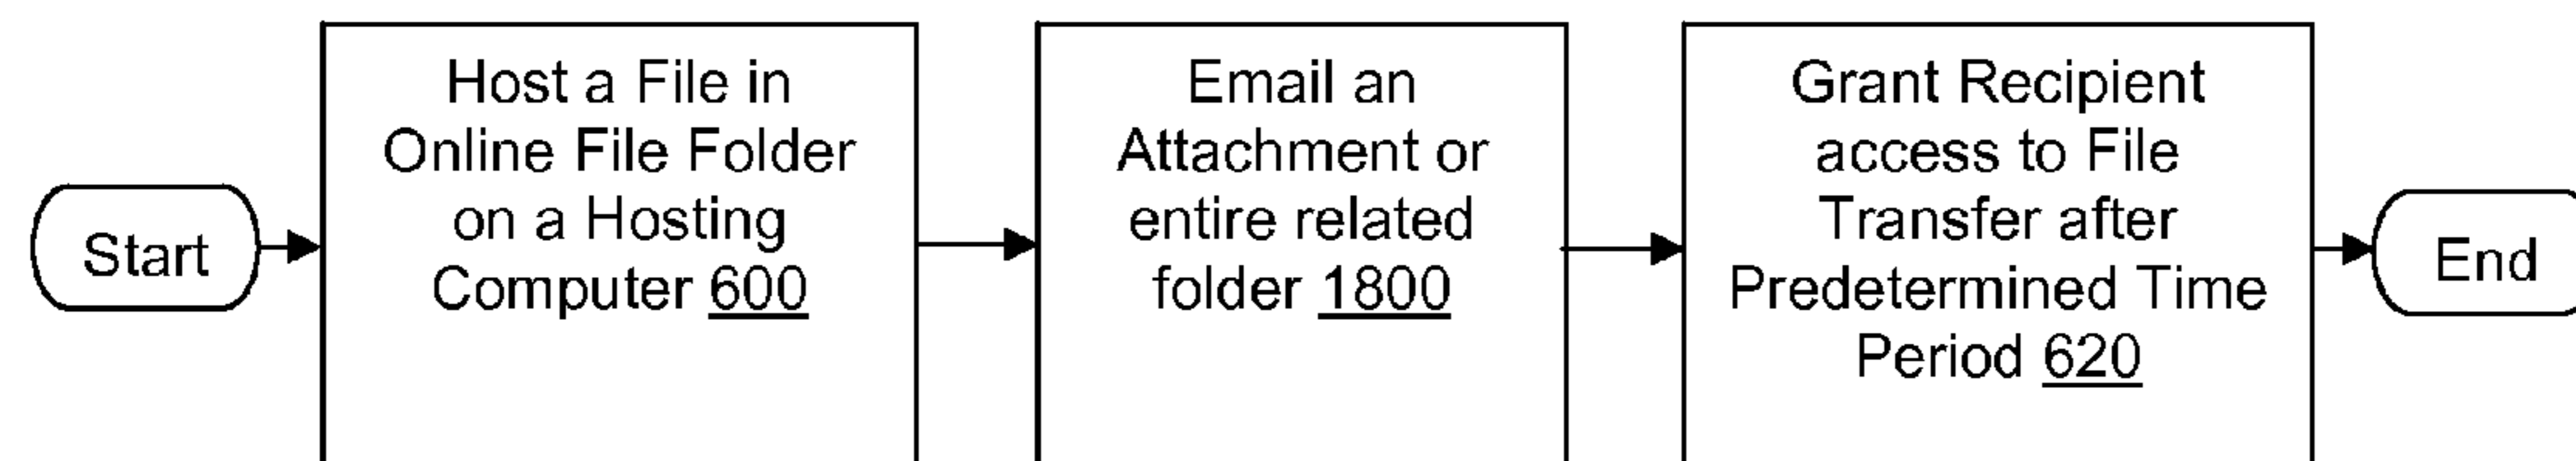 Start
Host a File in
Online File Folder
on a Hosting
Computer 600
Email an
Attachment or
entire related
folder 1800
Grant Recipient
access to File
Transfer after
Predetermined Time
Period 620
End